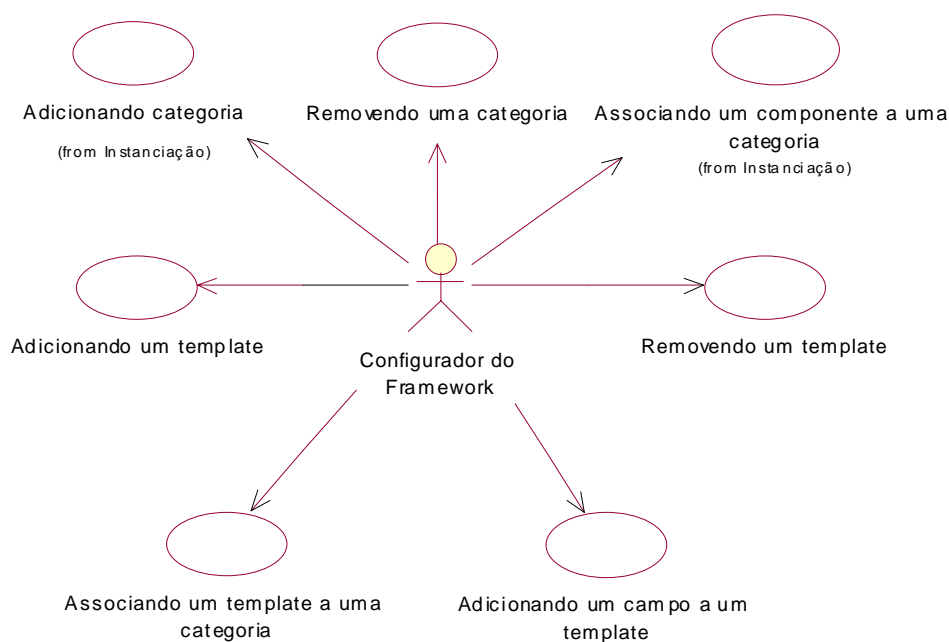 Adicionando categoria
(from Instanciação)
Removendo uma categoria
Associando um componente a uma
categoria
(from Instanciação)
Adicionando um template
Removendo um template
Configurador do
Framework
Associando um template a uma
categoria
Adicionando um campo a um
template